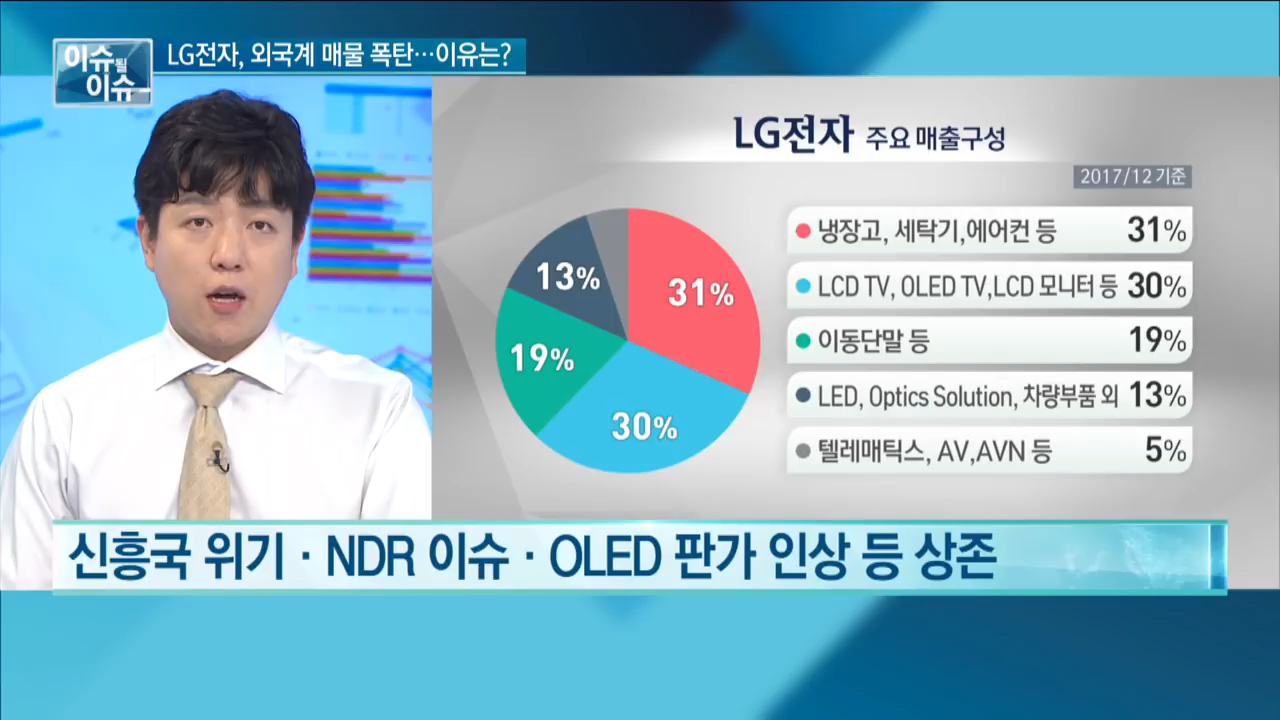 이슈될
이슈
LG전자, 외국계 매물 폭탄…이유는?
LG전자 주요 매출구성
2017/12 기준
31%
30%
19%
13%
냉장고, 세탁기,에어컨 등 31%
LCD TV, OLED TV,LCD 모니터 등 30%
이동단말 등 19%
LED, Optics Solution, 차량부품 외 13%
텔레매틱스, AV,AVN 등 5%
신흥국 위기 · NDR 이슈 · OLED 판가 인상 등 상존